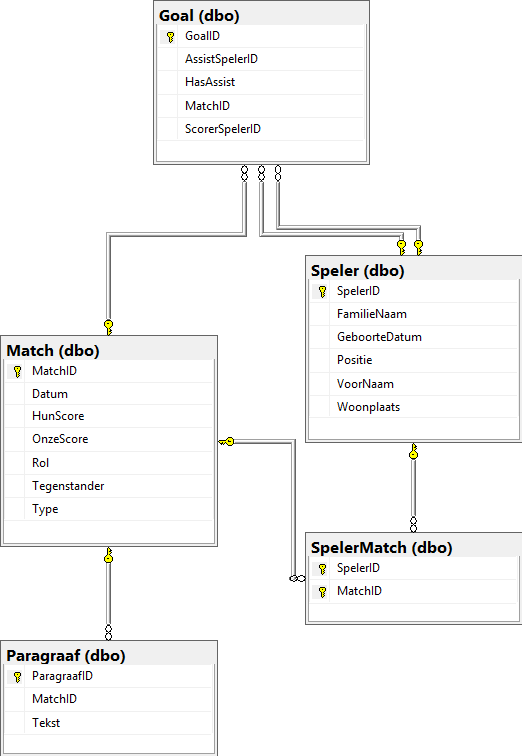 Goal (dbo)
GoalID
AssistSpelerID
HasAssist
MatchID
ScorerSpelerID
Speler (dbo)
SpelerID
FamilieNaam
GeboorteDatum
Positie
VoorNaam
Woonplaats
Match (dbo)
MatchID
Datum
HunScore
OnzeScore
Rol
Tegenstander
Type
SpelerMatch (dbo)
SpelerID
MatchID
Paragraaf (dbo)
ParagraafID
MatchID
Tekst